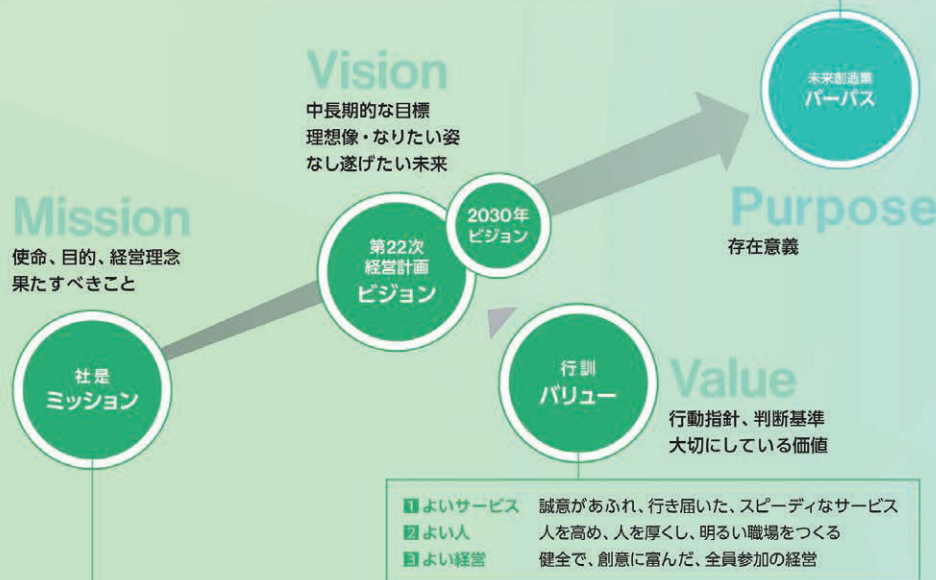 Vision
中長期的な目標
理想像・なりたい姿
なし遂げたい未来
未来創造業
パーパス
Purpose
存在意義
Mission
使命、目的、経営理念
果たすべきこと
第22次
経営計画
ビジョン
2030年
ビジョン
社是
ミッション
行訓
バリュー
Value
行動指針、判断基準
大切にしている価値
1 よいサービス 誠意があふれ、行き届いた、スピーディなサービス
2 よい人 人を高め、人を厚くし、明るい職場をつくる
3 よい経営 健全で、創意に富んだ、全員参加の経営